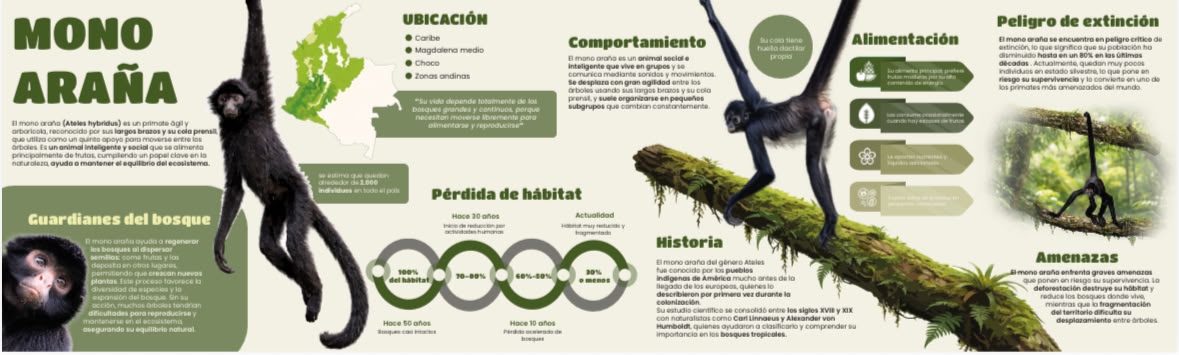 MONO
ARAÑA
El mono araña (Ateles hybridus) es un primate ágil y
arborícola, reconocido por sus largos brazos y su cola prensil,
que utiliza como un quinto apoyo para moverse entre los
árboles. Es un animal inteligente y social que se alimenta
principalmente de frutas, cumpliendo un papel clave en la
naturaleza, ayuda a mantener el equilibrio del ecosistema.
Guardianes del bosque
El mono araña ayuda a regenerar
los bosques al dispersar
semillas: come frutas y las
deposita en otros lugares,
permitiendo que crezcan nuevas
plantas. Este proceso favorece la
diversidad de especies y la
expansión del bosque. Sin su
acción, muchos árboles tendrían
dificultades para reproducirse y
mantenerse en el ecosistema,
asegurando su equilibrio natural.
UBICACIÓN
Caribe
Magdalena medio
Choco
Zonas andinas
"Su vida depende totalmente de los
bosques grandes y continuos, porque
necesitan moverse libremente para
alimentarse y reproducirse"
se estima que quedan
alrededor de
individuos en todo el país
Pérdida de hábitat
Hace 30 años
Inicio de reducción por
actividades humanas
Actualidad
Hábitat muy reducido y
fragmentado
100%
del hábitat
70-80%
30%
o menos
Hace 50 años
Bosques casi intactos
Hace 10 años
Pérdida acelerada de
bosques
Comportamiento
El mono araña es un animal social e
inteligente que vive en grupos y se
comunica mediante sonidos y movimientos.
Se desplaza con gran agilidad entre los
árboles usando sus largos brazos y su cola
prensil, y suele organizarse en pequeños
subgrupos que cambian constantemente.
Su cola tiene
huella dactilar
propia
Historia
El mono araña del género Ateles
fue conocido por los pueblos
indígenas de América mucho antes de la
llegada de los europeos, quienes lo
describieron por primera vez durante la
colonización.
Su estudio científico se consolidó entre los siglos XVIII y XIX
con naturalistas como Carl Linnaeus y Alexander von
Humboldt, quienes ayudaron a clasificarlo y comprender su
importancia en los bosques tropicales.
Alimentación
Peligro de extinción
El mono araña se encuentra en peligro crítico de
extinción, lo que significa que su población ha
disminuido hasta en un 80% en las últimas
décadas. Actualmente, quedan muy pocos
individuos en estado silvestre, lo que pone en
riesgo su supervivencia y lo convierte en uno de
los primates más amenazados del mundo.
Amenazas
El mono araña enfrenta graves amenazas
que ponen en riesgo su supervivencia. La
deforestación destruye su hábitat y
reduce los bosques donde vive,
mientras que la fragmentación
del territorio dificulta su
desplazamiento entre árboles.